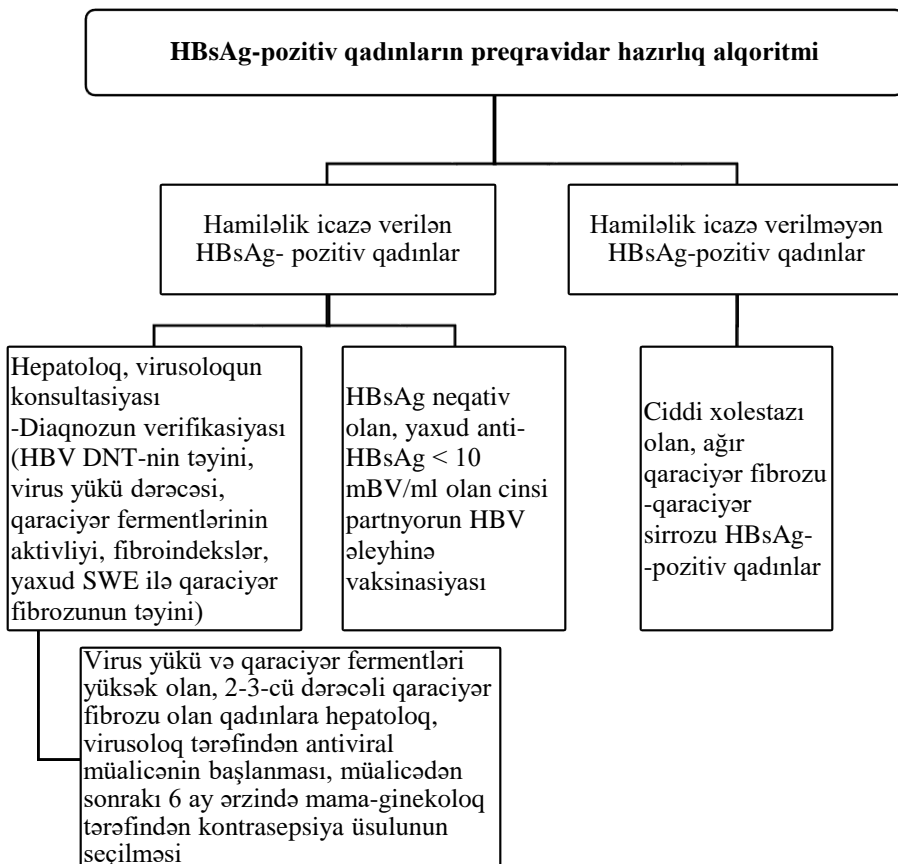 HBsAg-pozitiv qadınların preqravidar hazırlıq alqoritmi
Hamiləlik icazə verilən
HBsAg- pozitiv qadınlar
Hamiləlik icazə verilməyən
HBsAg-pozitiv qadınlar
Hepatoloq, virusoloqun
konsultasiyası
-Diaqnozun verifikasiyası
(HBV DNT-nin təyini,
virus yükü dərəcəsi,
qaraciyər fermentlərinin
aktivliyi, fibroindekslər,
yaxud SWE ilə qaraciyər
fibrozunun təyini)
HBsAg neqativ
olan, yaxud anti-
HBsAg < 10
mBV/ml olan cinsi
partnyorun HBV
əleyhinə
vaksinasiyası
Ciddi xolestazı
olan, ağır
qaraciyər fibrozu
-qaraciyər
sirrozu HBsAg-
-pozitiv qadınlar
Virus yükü və qaraciyər fermentləri
yüksək olan, 2-3-cü dərəcəli qaraciyər
fibrozu olan qadınlara hepatoloq,
virusoloq tərəfindən antiviral
müalicənin başlanması, müalicədən
sonrakı 6 ay ərzində mama-ginekoloq
tərəfindən kontrasepsiya üsulunun
seçilməsi